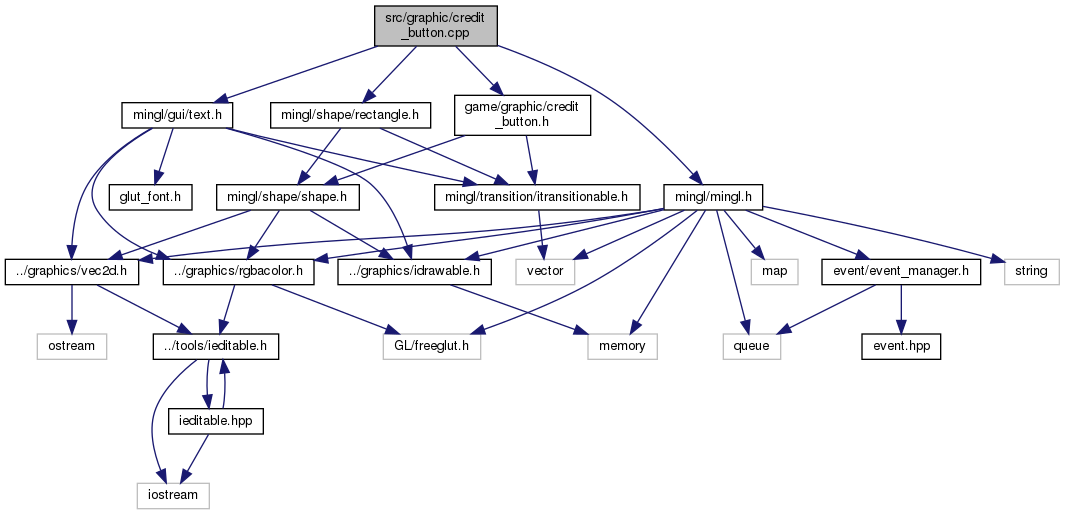 src/graphic/credit
_button.cpp
mingl/gui/text.h
mingl/shape/rectangle.h
game/graphic/credit
_button.h
glut_font.h
mingl/shape/shape.h
mingl/transition/itransitionable.h
mingl/mingl.h
../graphics/vec2d.h
../graphics/rgbacolor.h
../graphics/idrawable.h
vector
map
event/event_manager.h
string
ostream
../tools/ieditable.h
GL/freeglut.h
memory
queue
event.hpp
ieditable.hpp
iostream